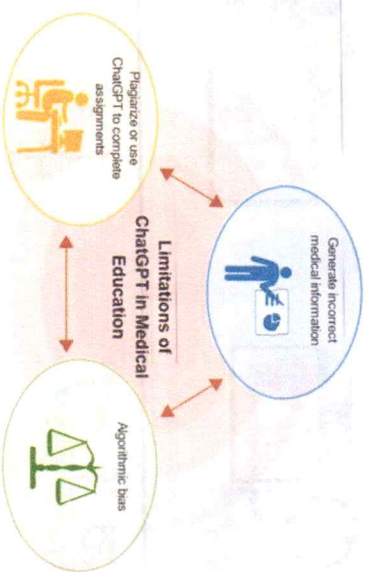 Generate incorrect
medical information
Limitations of
ChatGPT in Medical
Education
Plagiarize or use
ChatGPT to complete
assignments
Algorithmic bias